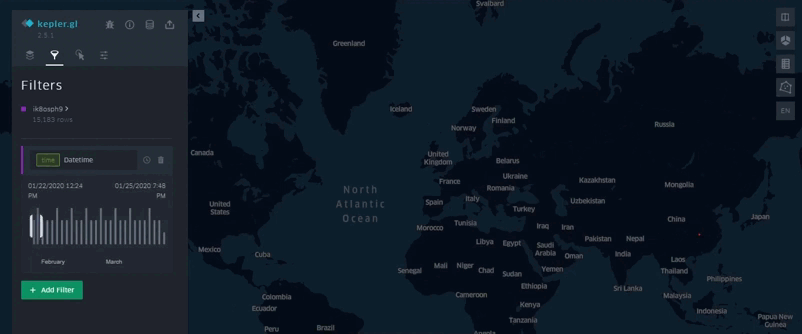 kepler.gl
2.5.1
Filters
ik8osph9
15,183 rows
time Datetime
01/22/2020 12:24 PM
01/25/2020 7:48 PM
February
March
Add Filter
EN
Svalbard
Greenland
Iceland
Sweden
Finland
Norway
Russia
Canada
United Kingdom
Belarus
Ukraine
France
Romania
Kazakhstan
Mongolia
North
Atlantic
Ocean
United States
Spain
Italy
Turkey
Uzbekistan
China
Japan
Morocco
Tunisia
Iraq
Iran
Pakistan
Nepal
Mexico
Cuba
Libya
Egypt
Saudi Arabia
Oman
India
Laos
Senegal
Mali
Niger
Chad
Sudan
Yemen
Thailand
Philippines
Ethiopia
Sri Lanka
Malaysia
Colombia
Cameroon
Kenya
Indonesia
Ecuador
Tanzania
Papua New Guinea
Peru
Brazil
Angola